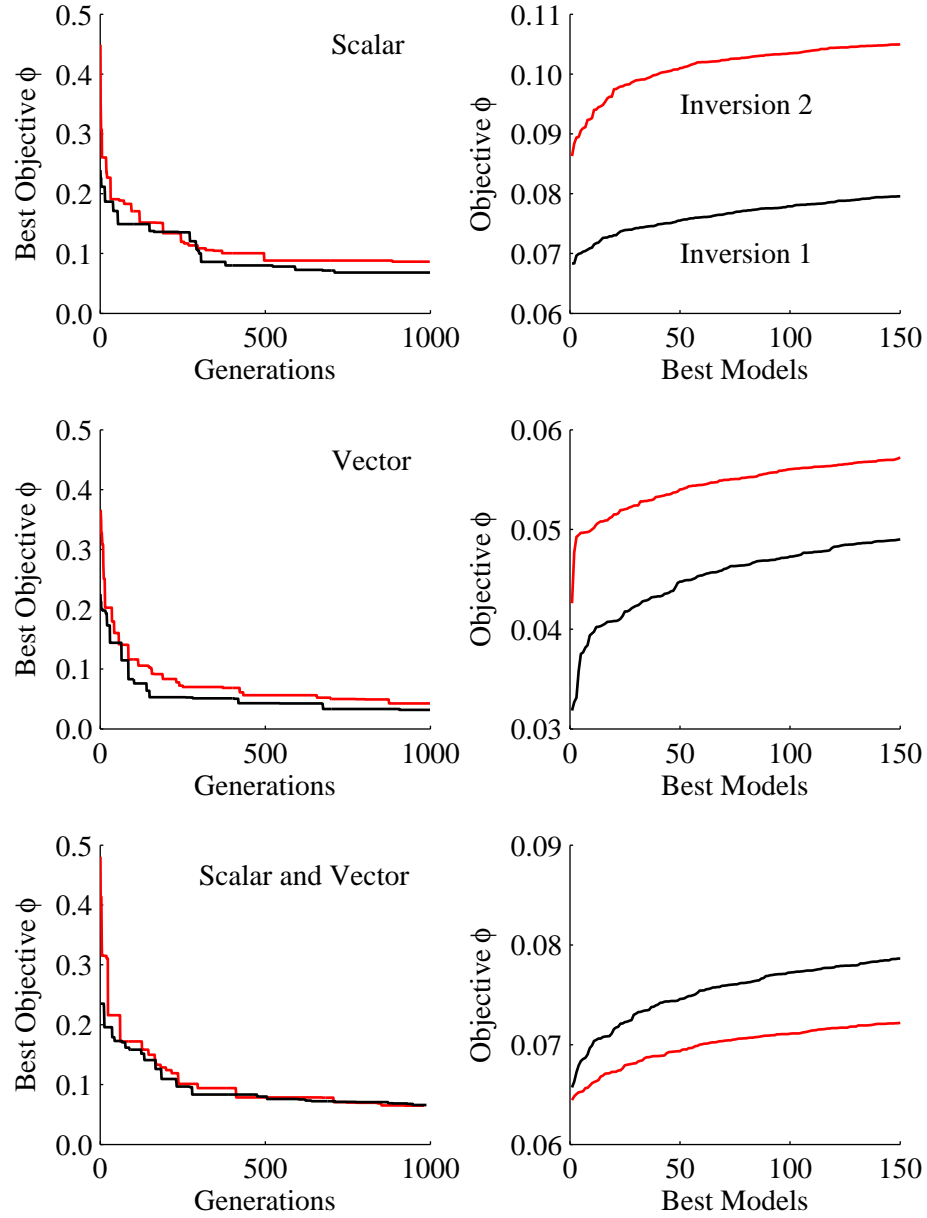 0.5
0.4
0.3
0.2
0.1
0.0
Best Objective ϕ
Scalar
0 500 1000
Generations
0.11
0.10
0.09
0.08
0.07
0.06
Objective ϕ
Inversion 2
Inversion 1
0 50 100 150
Best Models
0.5
0.4
0.3
0.2
0.1
0.0
Best Objective ϕ
Vector
0 500 1000
Generations
0.06
0.05
0.04
0.03
Objective ϕ
0 50 100 150
Best Models
0.5
0.4
0.3
0.2
0.1
0.0
Best Objective ϕ
Scalar and Vector
0 500 1000
Generations
0.09
0.08
0.07
0.06
Objective ϕ
0 50 100 150
Best Models